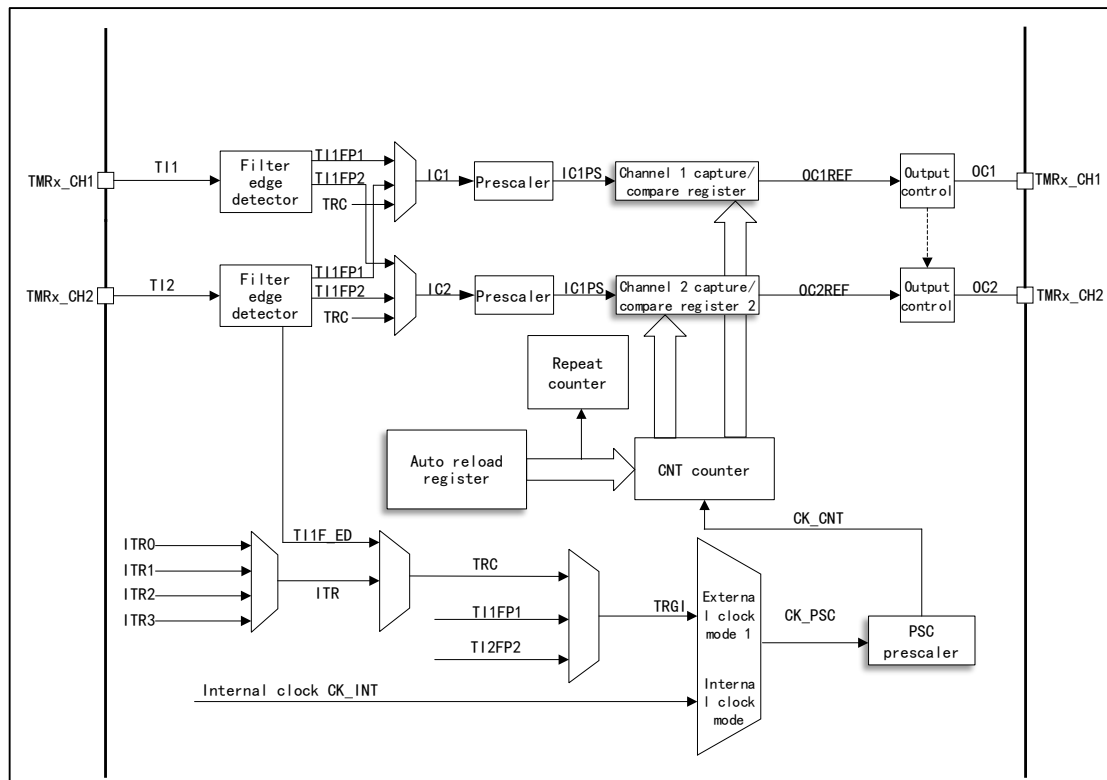 TMRx_CH1
TI1
Filter
edge
detector
TI1FP1
TI1FP2
TRC
IC1
Prescaler
IC1PS
Channel 1 capture/
compare register
OC1REF
Output
control
OC1
TMRx_CH1
TMRx_CH2
TI2
Filter
edge
detector
TI1FP1
TI1FP2
TRC
IC2
Prescaler
IC1PS
Channel 2 capture/
compare register 2
OC2REF
Output
control
OC2
TMRx_CH2
Repeat
counter
Auto reload
register
CNT counter
CK_CNT
TI1F_ED
ITR0
ITR1
ITR2
ITR3
ITR
TRC
TI1FP1
TI2FP2
TRGI
Externa
l clock
mode 1
Interna
l clock
mode
CK_PSC
PSC
prescaler
Internal clock CK_INT